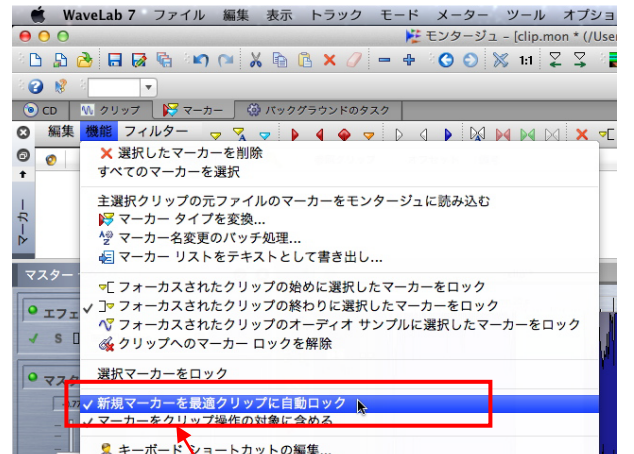 WaveLab 7 ファイル 編集 表示 トラック モード メーター ツール オプショ
モンタージュ - [clip.mon * (/User
1:1
CD クリップ マーカー バックグラウンドのタスク
編集 機能 フィルター
選択したマーカーを削除
すべてのマーカーを選択
主選択クリップの元ファイルのマーカーをモンタージュに読み込む
マーカー タイプを変換...
マーカー名変更のバッチ処理...
マーカー リストをテキストとして書き出し...
マーカー
フォーカスされたクリップの始めに選択したマーカーをロック
フォーカスされたクリップの終わりに選択したマーカーをロック
フォーカスされたクリップのオーディオ サンプルに選択したマーカーをロック
クリップへのマーカー ロックを解除
選択マーカーをロック
新規マーカーを最適クリップに自動ロック
マーカーをクリップ操作の対象に含める
キーボード ショートカットの編集...
マスター
エフェ
S
マスタ